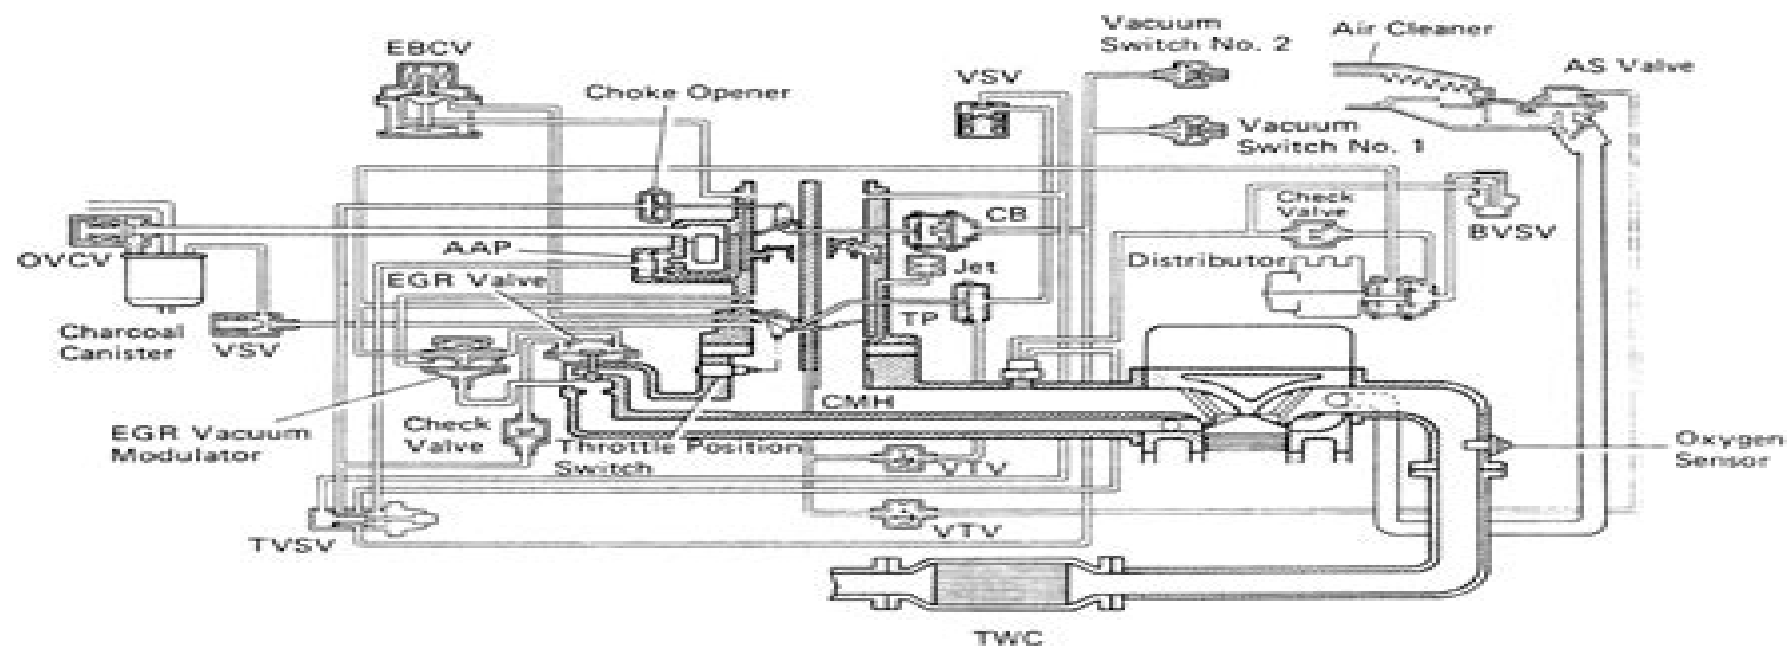 Vacuum
Switch No. 2
Air Cleaner
EBCV
VSV
AS Valve
Choke Opener
Vacuum
Switch No. 1
Check
Valve
CB
BVSV
AAP
OVCV
Distributor
Jet
EGR Valve
TP
Charcoal
Canister
VSV
CMH
Check
Valve
EGR Vacuum
Modulator
Throttle Position
Switch
Oxygen
Sensor
VTV
VTV
TVSV
TWC